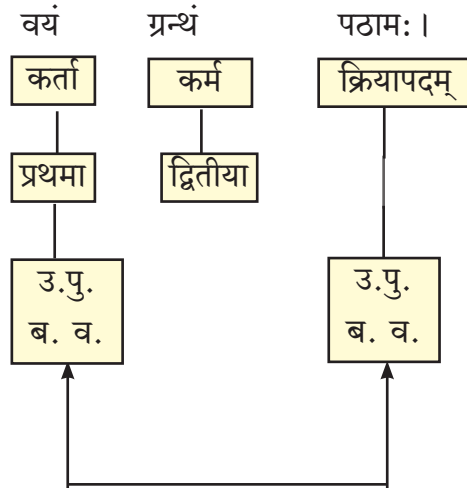 वयं ग्रन्थं पठाम:।
कर्ता कर्म क्रियापदम्
प्रथमा द्वितीया
उ.पु. उ.पु.
ब. व. ब. व.